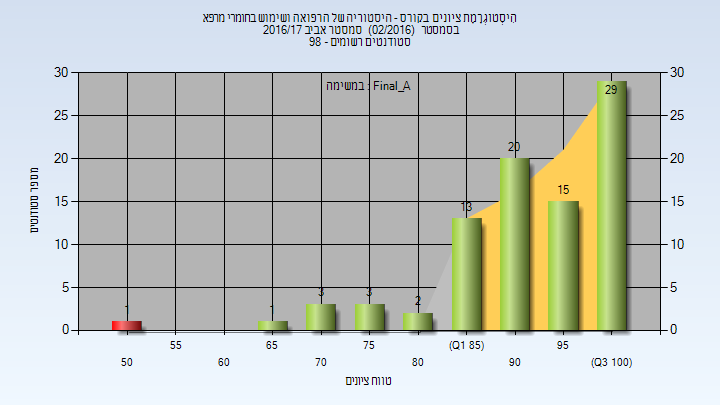 הִיסְטוֹגְרַמַת ציונים בקורס - היסטוריה של הרפואה ושימוש בחומרי מרפא
בסמסטר (02/2016) סמסטר אביב 2016/17
סטודנטים רשומים - 98
במשימה : Final_A
מספר סטודנטים
30 25 20 15 10 5 0
30 25 20 15 10 5 0
1 1 3 3 2 13 20 15 29
55 65 75 (Q1 85) 95
50 60 70 80 90 (Q3 100)
טווח ציונים